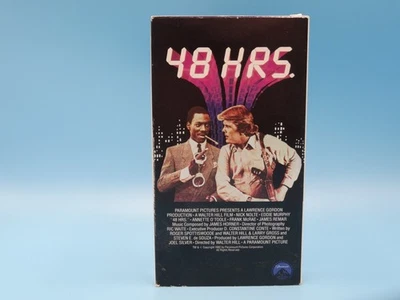 48 HRS.
PARAMOUNT PICTURES PRESENTS A LAWRENCE GORDON
PRODUCTION · A WALTER HILL FILM · NICK NOLTE · EDDIE MURPHY
"48 HRS." · ANNETTE O'TOOLE · FRANK McRAE · JAMES REMAR
Music Composed by JAMES HORNER · Director of Photography
RIC WAITE · Executive Producer D. CONSTANTINE CONTE · Written by
ROGER SPOTTISWOODE and WALTER HILL & LARRY GROSS and
STEVEN E. de SOUZA · Produced by LAWRENCE GORDON and
JOEL SILVER · Directed by WALTER HILL · A PARAMOUNT PICTURE